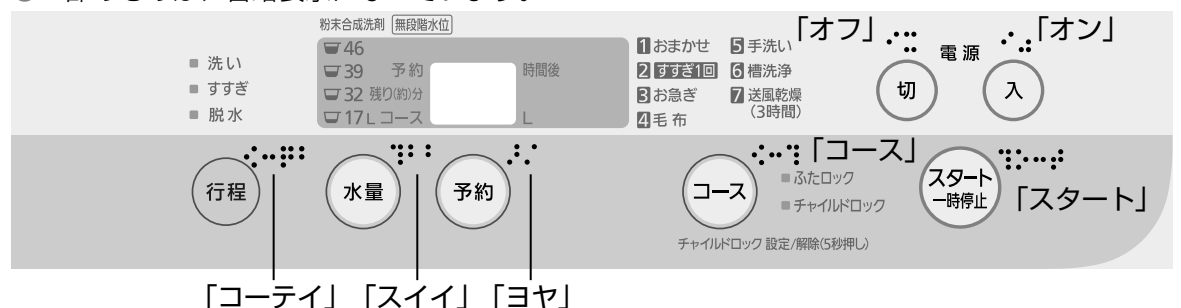 粉末合成洗剤 無段階水位
「オフ」
「オン」
電源
切
入
洗い
すすぎ
脱水
46
39 予約 時間後
32 残り(約)分
17L コース L
1 おまかせ
2 すすぎ1回
3 お急ぎ
4 毛布
5 手洗い
6 槽洗浄
7 送風乾燥
(3時間)
行程
水量
予約
コース
「コース」
ふたロック
チャイルドロック
スタート
一時停止
「スタート」
チャイルドロック 設定/解除(5秒押し)
「コーテイ」 「スイイ」 「ヨヤ」